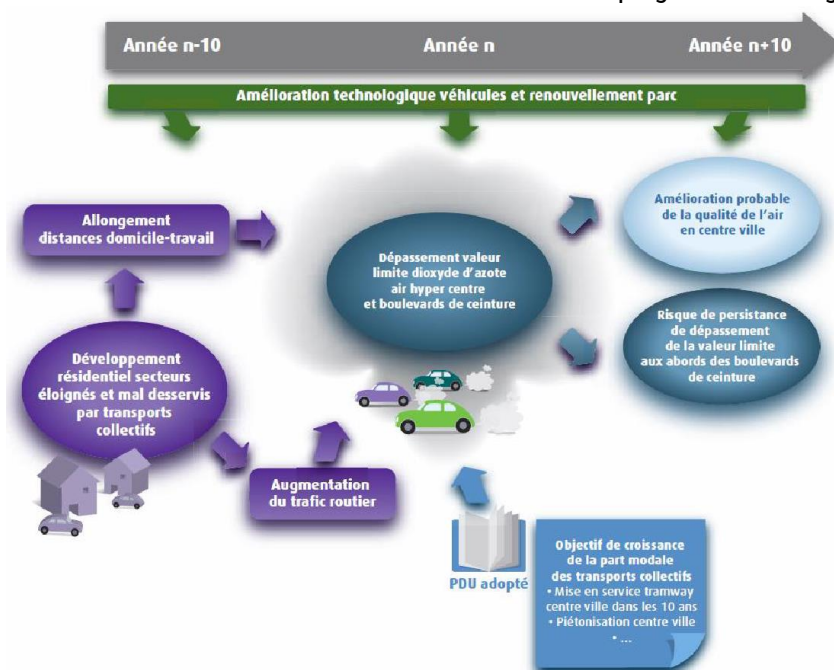 Année n-10
Année n
Année n+10
Amélioration technologique véhicules et renouvellement parc
Allongement
distances domicile-travail
Dépassement valeur
limite dioxyde d'azote
air hyper centre
et boulevards de ceinture
Amélioration probable
de la qualité de l'air
en centre ville
Risque de persistance
de dépassement
de la valeur limite
aux abords des boulevards
de ceinture
Développement
résidentiel secteurs
éloignés et mal desservis
par transports
collectifs
Augmentation
du trafic routier
PDU adopté
Objectif de croissance
de la part modale
des transports collectifs
• Mise en service tramway
centre ville dans les 10 ans
• Piétonisation centre ville
• ...